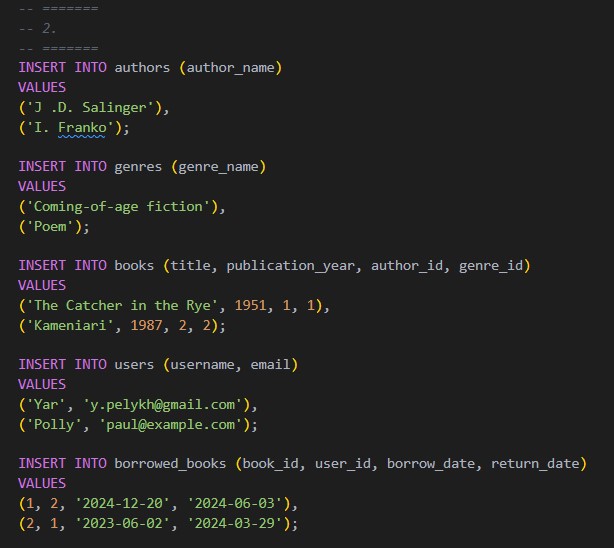 -- =======
-- 2.
-- =======
INSERT INTO authors (author_name)
VALUES
('J .D. Salinger'),
('I. Franko');
INSERT INTO genres (genre_name)
VALUES
('Coming-of-age fiction'),
('Poem');
INSERT INTO books (title, publication_year, author_id, genre_id)
VALUES
('The Catcher in the Rye', 1951, 1, 1),
('Kameniari', 1987, 2, 2);
INSERT INTO users (username, email)
VALUES
('Yar', 'y.pelykh@gmail.com'),
('Polly', 'paul@example.com');
INSERT INTO borrowed_books (book_id, user_id, borrow_date, return_date)
VALUES
(1, 2, '2024-12-20', '2024-06-03'),
(2, 1, '2023-06-02', '2024-03-29');